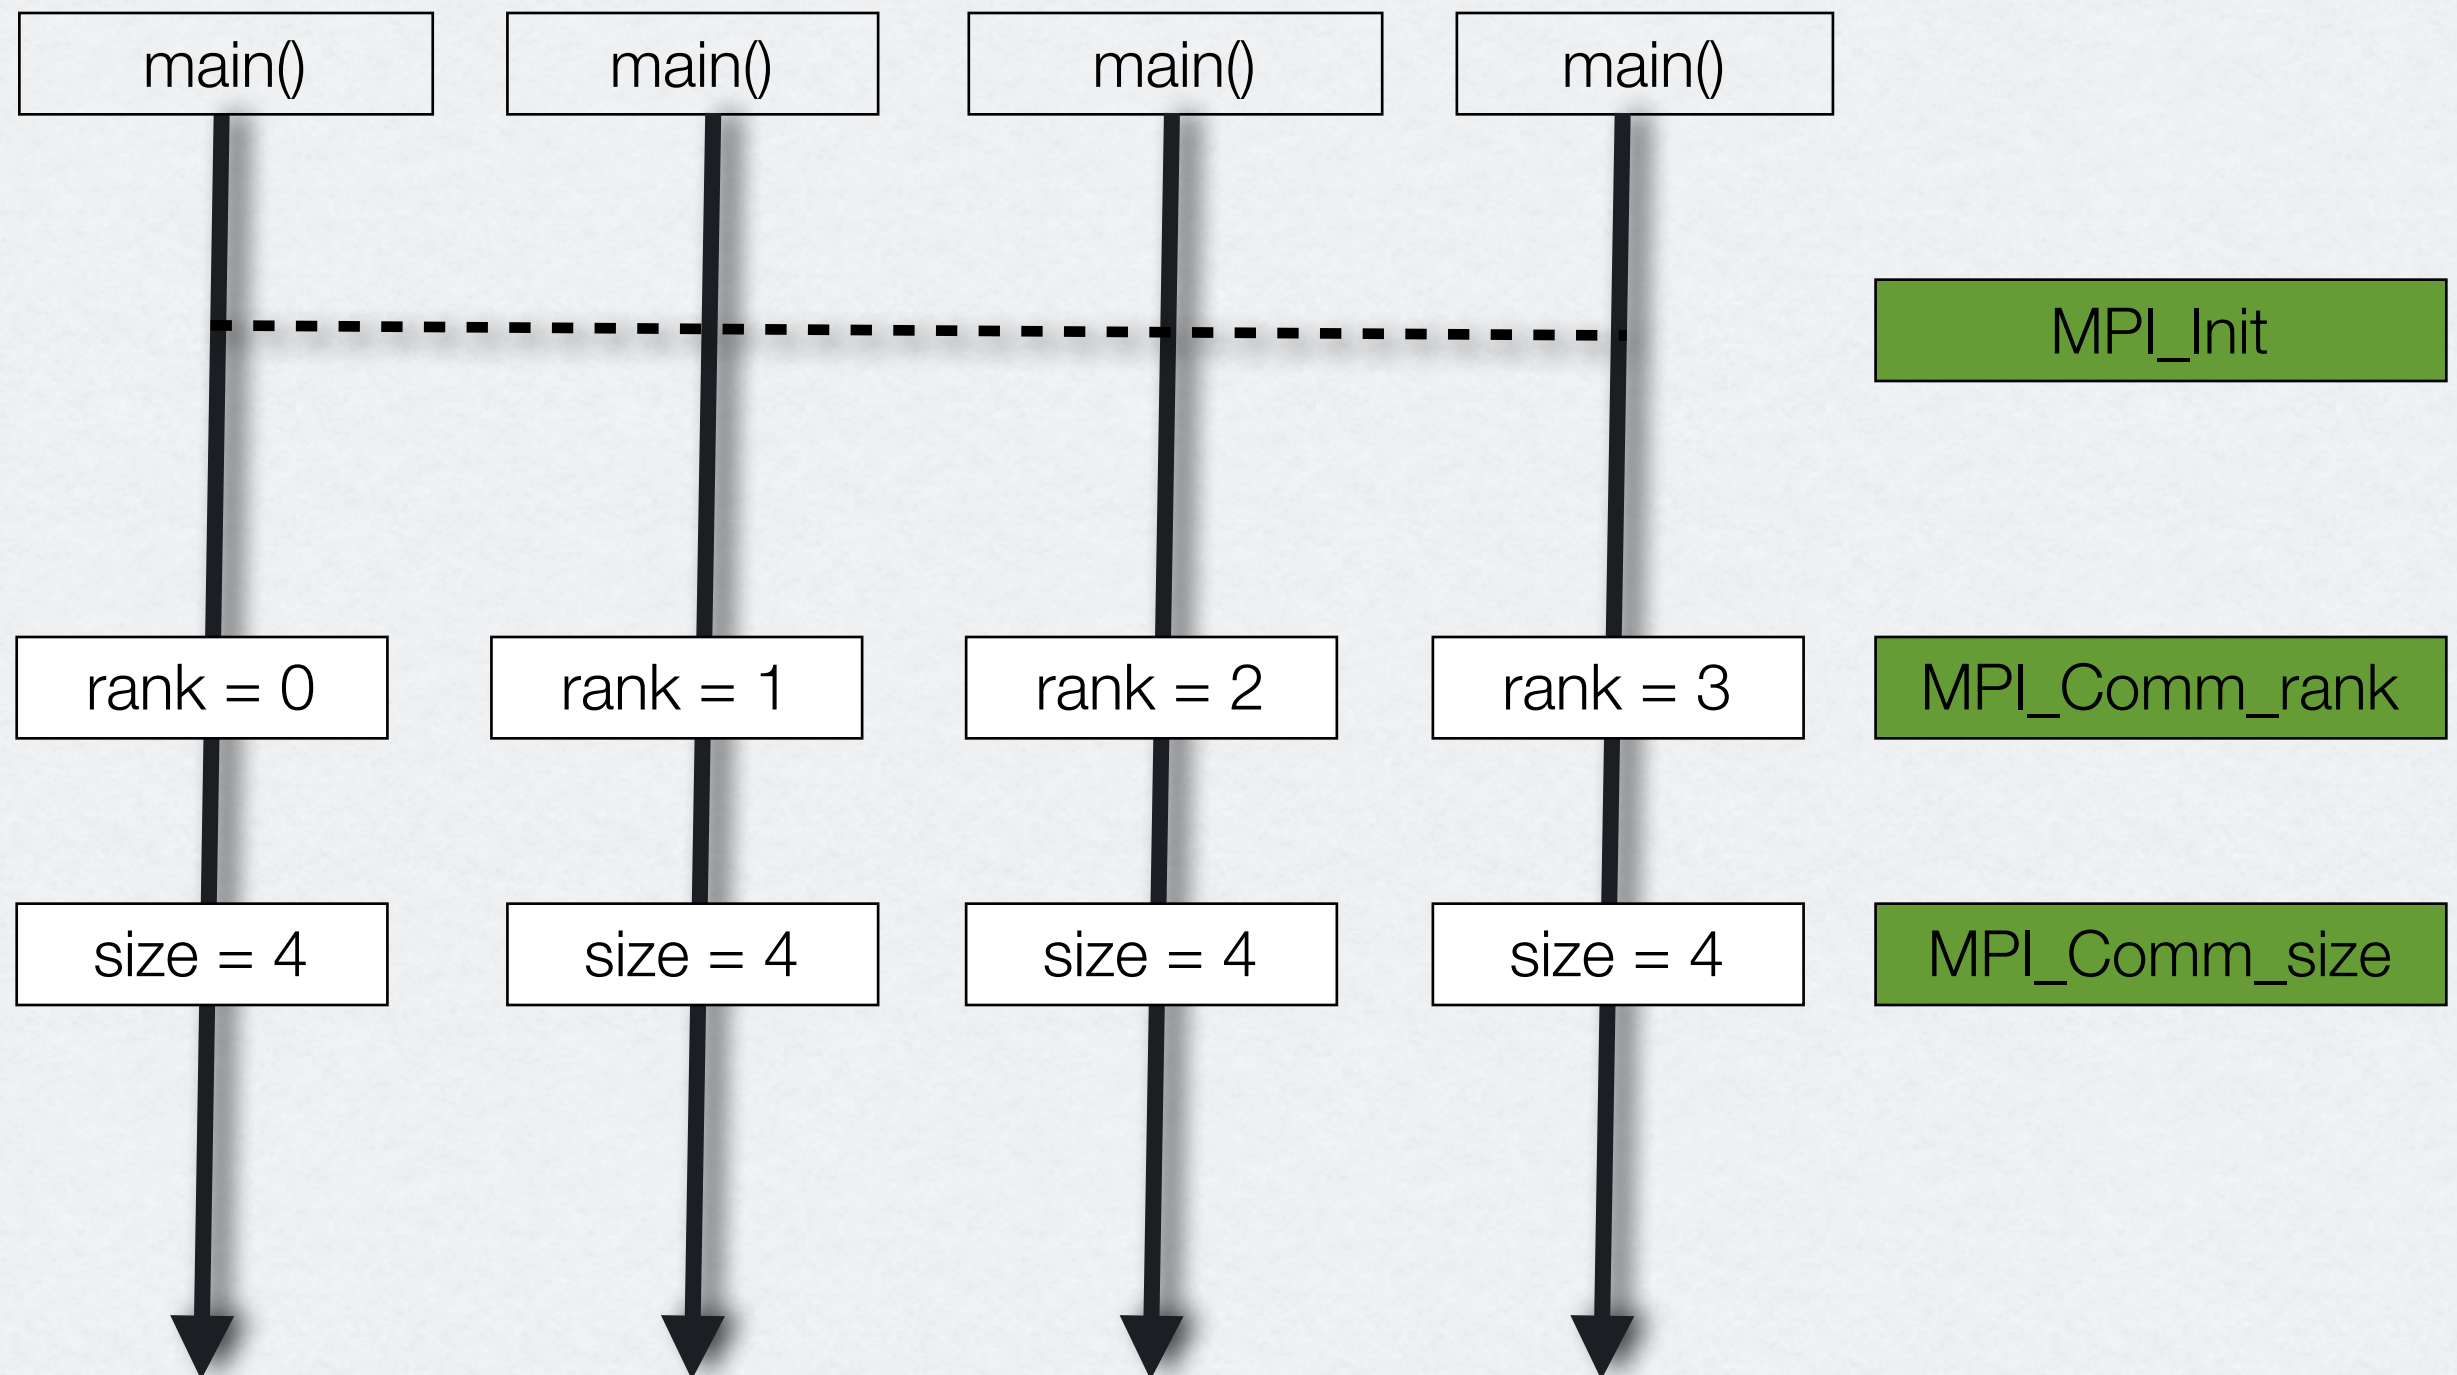 main()
main()
main()
main()
MPI_Init
rank = 0
rank = 1
rank = 2
rank = 3
MPI_Comm_rank
size = 4
size = 4
size = 4
size = 4
MPI_Comm_size